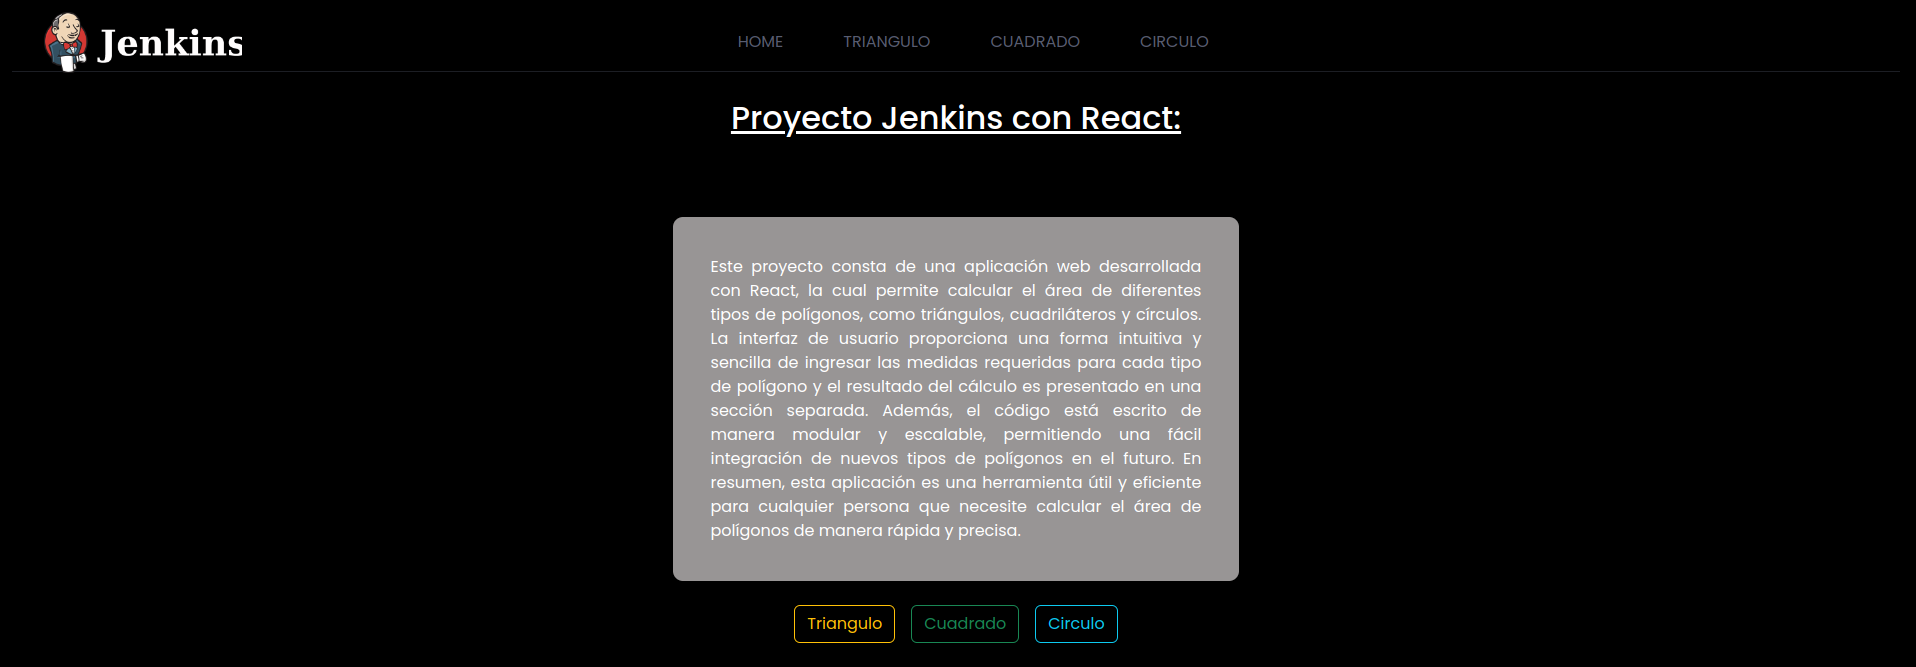 Jenkins
HOME TRIANGULO CUADRADO CIRCULO
Proyecto Jenkins con React:
Este proyecto consta de una aplicación web desarrollada
con React, la cual permite calcular el área de diferentes
tipos de polígonos, como triángulos, cuadriláteros y círculos.
La interfaz de usuario proporciona una forma intuitiva y
sencilla de ingresar las medidas requeridas para cada tipo
de polígono y el resultado del cálculo es presentado en una
sección separada. Además, el código está escrito de
manera modular y escalable, permitiendo una fácil
integración de nuevos tipos de polígonos en el futuro. En
resumen, esta aplicación es una herramienta útil y eficiente
para cualquier persona que necesite calcular el área de
polígonos de manera rápida y precisa.
Triangulo Cuadrado Circulo